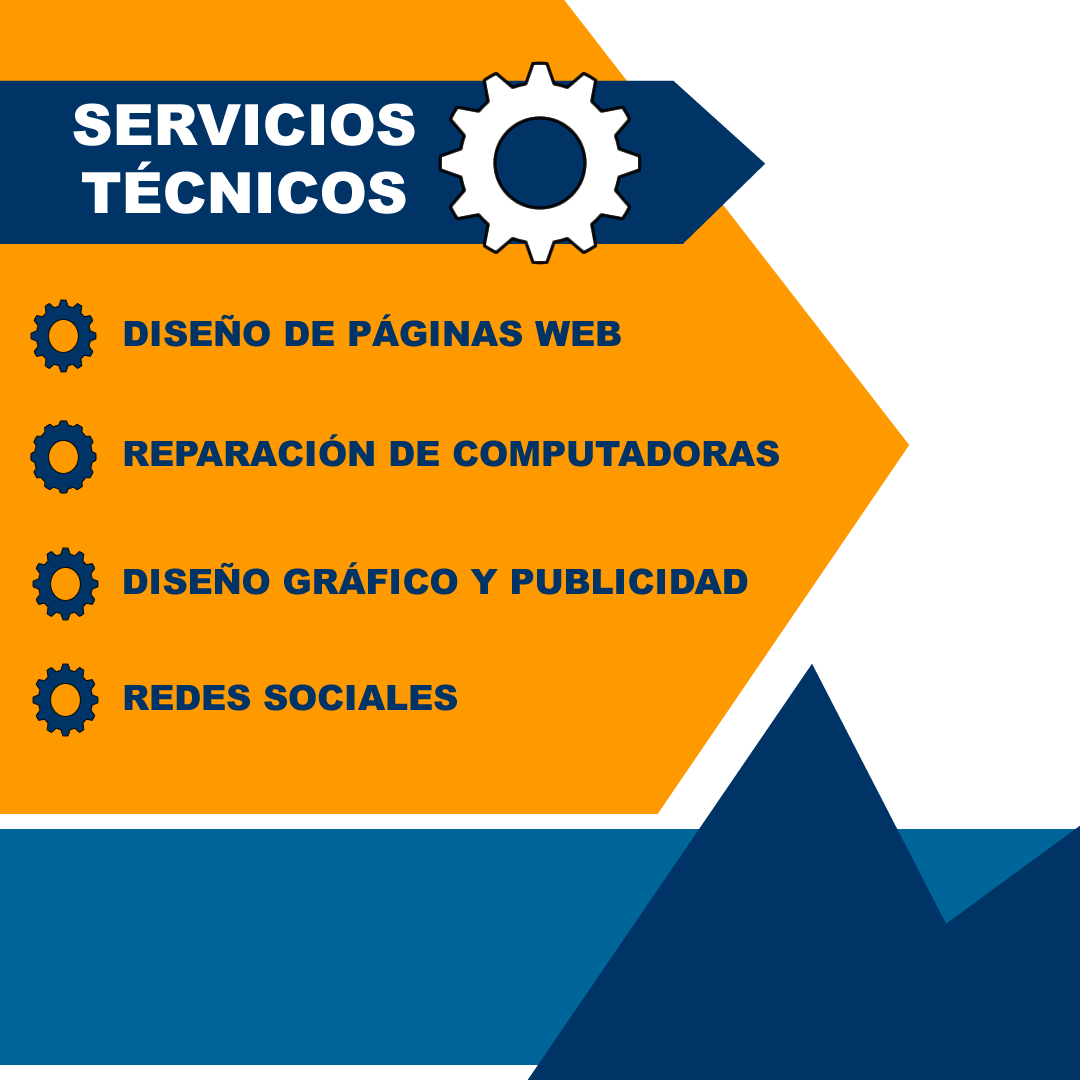 SERVICIOS
TÉCNICOS
DISEÑO DE PÁGINAS WEB
REPARACIÓN DE COMPUTADORAS
DISEÑO GRÁFICO Y PUBLICIDAD
REDES SOCIALES